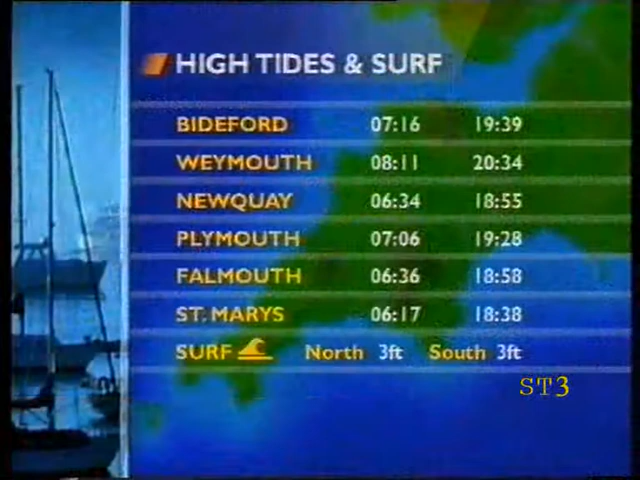 HIGH TIDES & SURF
BIDEFORD 07:16 19:39
WEYMOUTH 08:11 20:34
NEWQUAY 06:34 18:55
PLYMOUTH 07:06 19:28
FALMOUTH 06:36 18:58
ST. MARYS 06:17 18:38
SURF North 3ft South 3ft
ST3